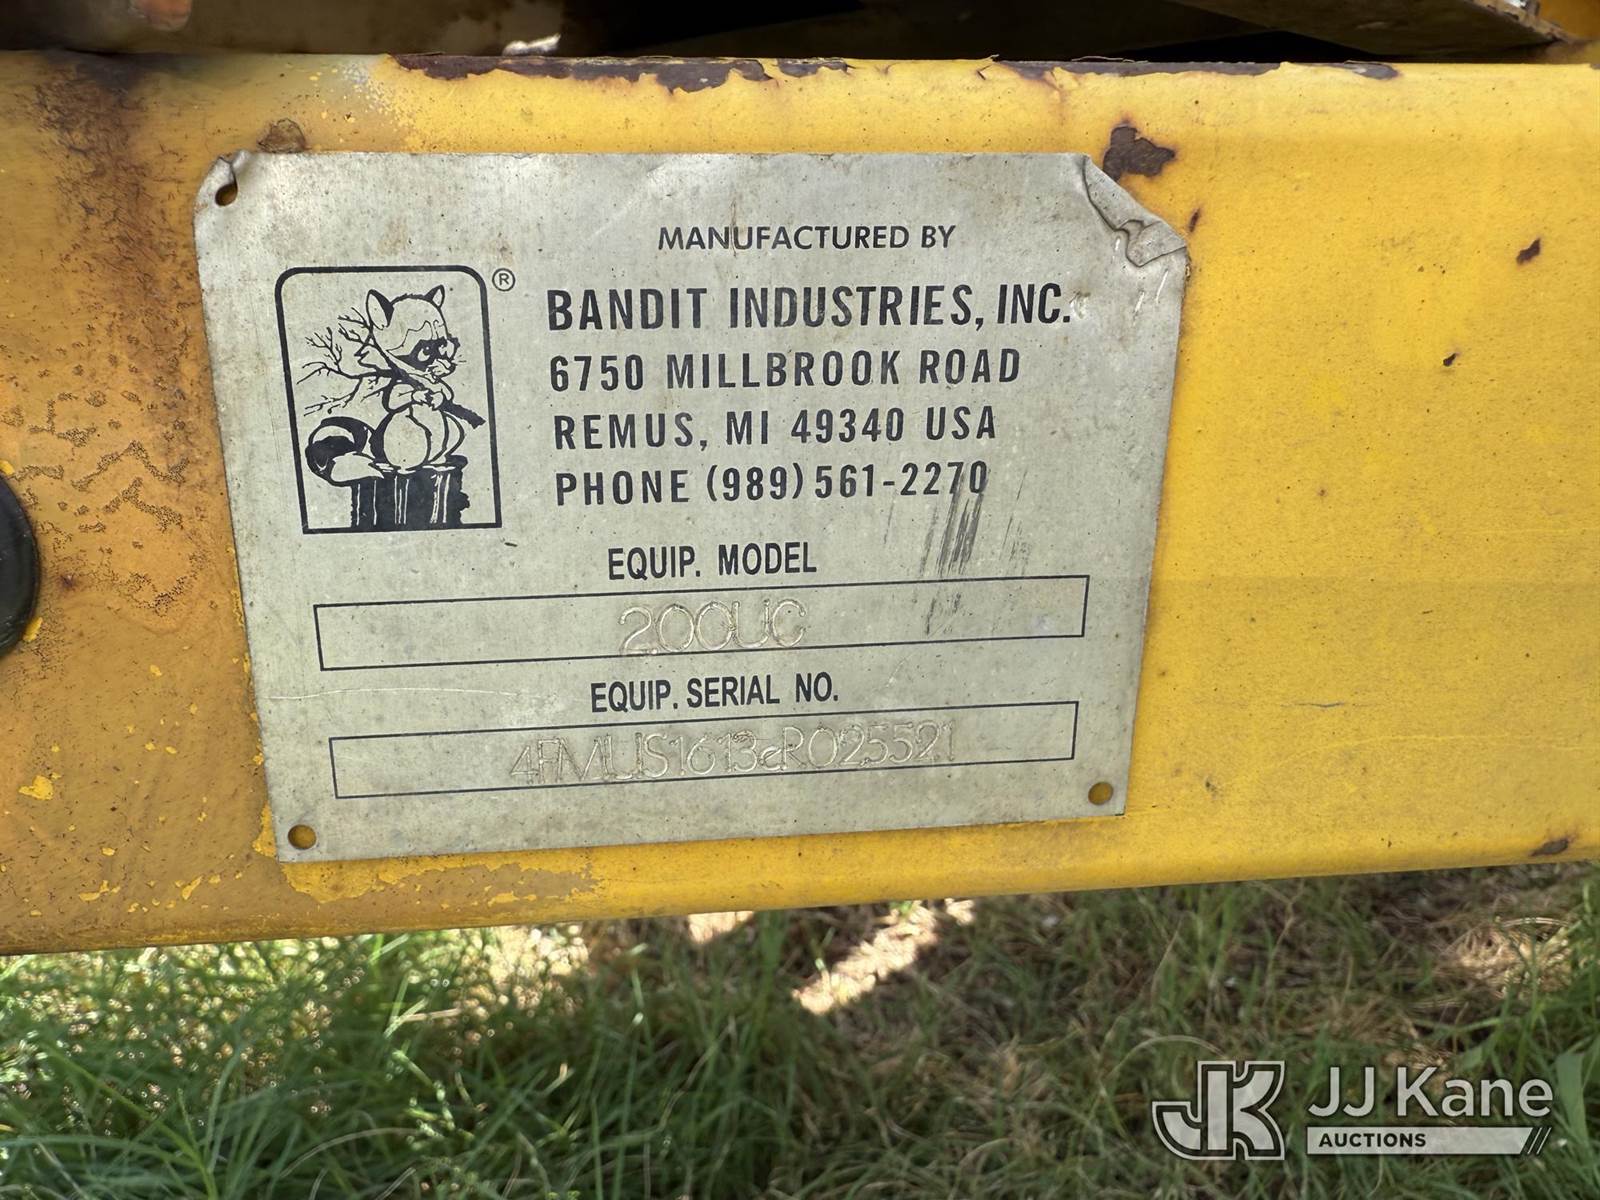 MANUFACTURED BY
®
BANDIT INDUSTRIES, INC.
6750 MILLBROOK ROAD
REMUS, MI 49340 USA
PHONE (989) 561-2270
EQUIP. MODEL
200UC
EQUIP. SERIAL NO.
4FMUS1613cR025521
JK
JJ Kane
AUCTIONS